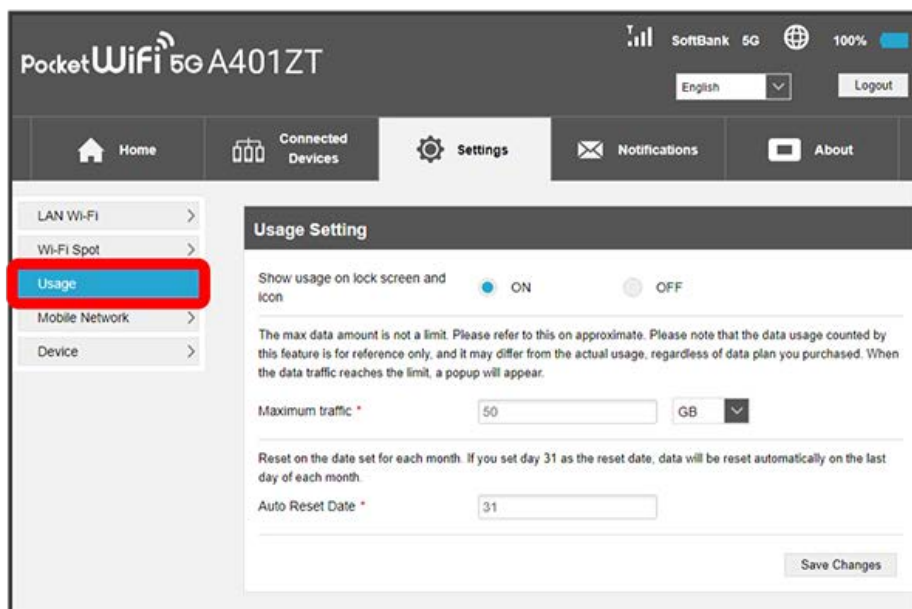 Pocket WiFi 5G A401ZT
SoftBank 5G 100%
English
Logout
Home
Connected
Devices
Settings
Notifications
About
LAN Wi-Fi
Wi-Fi Spot
Usage
Mobile Network
Device
Usage Setting
Show usage on lock screen and
icon
ON
OFF
The max data amount is not a limit. Please refer to this on approximate. Please note that the data usage counted by
this feature is for reference only, and it may differ from the actual usage, regardless of data plan you purchased. When
the data traffic reaches the limit, a popup will appear.
Maximum traffic *
50
GB
Reset on the date set for each month. If you set day 31 as the reset date, data will be reset automatically on the last
day of each month.
Auto Reset Date *
31
Save Changes